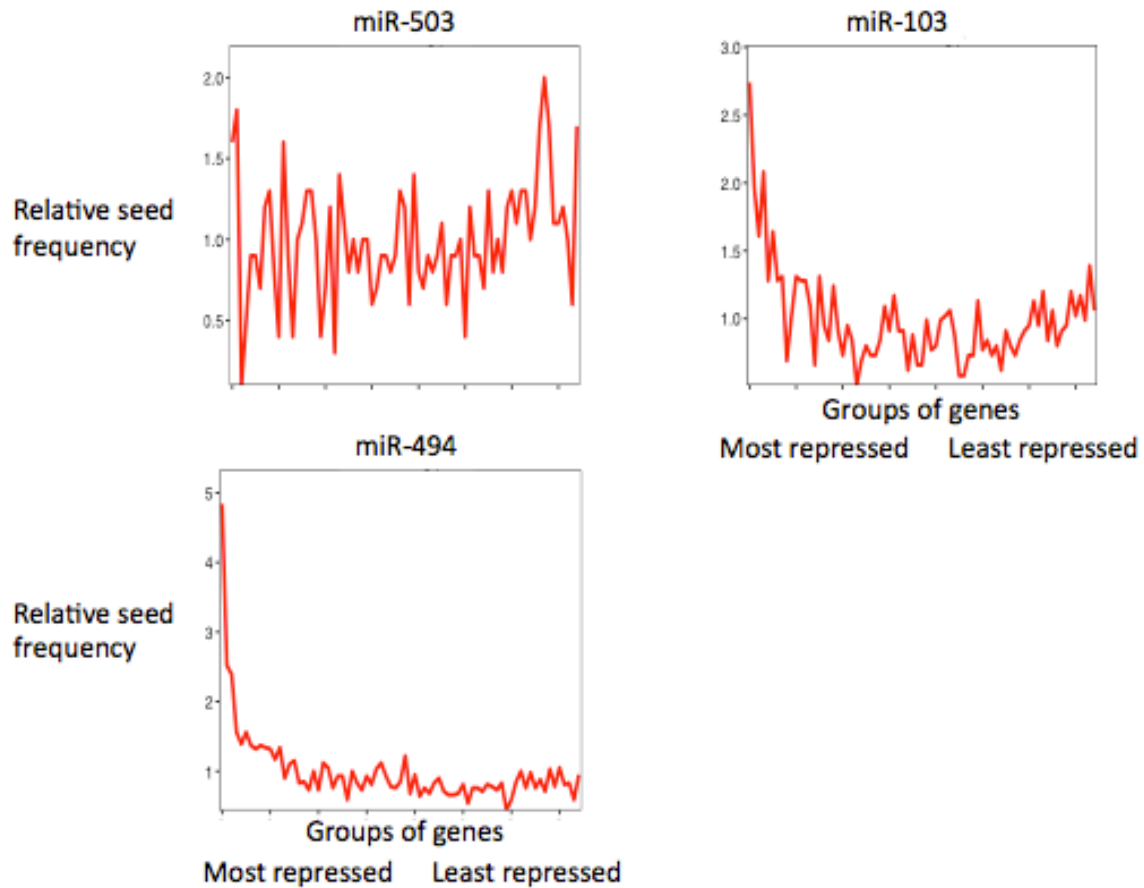 miR-503
2.0
1.5
1.0
0.5
Relative seed
frequency
miR-103
3.0
2.5
2.0
1.5
1.0
Groups of genes
Most repressed Least repressed
miR-494
5
4
3
2
1
Relative seed
frequency
Groups of genes
Most repressed Least repressed